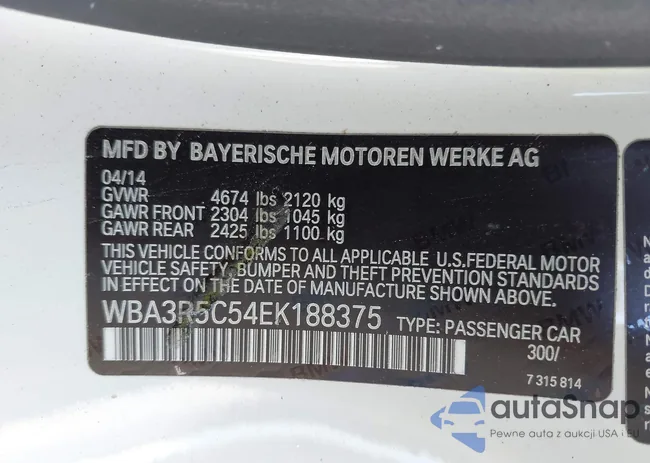 MFD BY BAYERISCHE MOTOREN WERKE AG
04/14
GVWR 4674 lbs 2120 kg
GAWR FRONT 2304 lbs 1045 kg
GAWR REAR 2425 lbs 1100 kg
THIS VEHICLE CONFORMS TO ALL APPLICABLE U.S.FEDERAL MOTOR
VEHICLE SAFETY, BUMPER AND THEFT PREVENTION STANDARDS
IN EFFECT ON THE DATE OF MANUFACTURE SHOWN ABOVE.
WBA3R5C54EK188375 TYPE: PASSENGER CAR
300/
7 315 814
autoSnap
Pewne auto z aukcji USA i EU